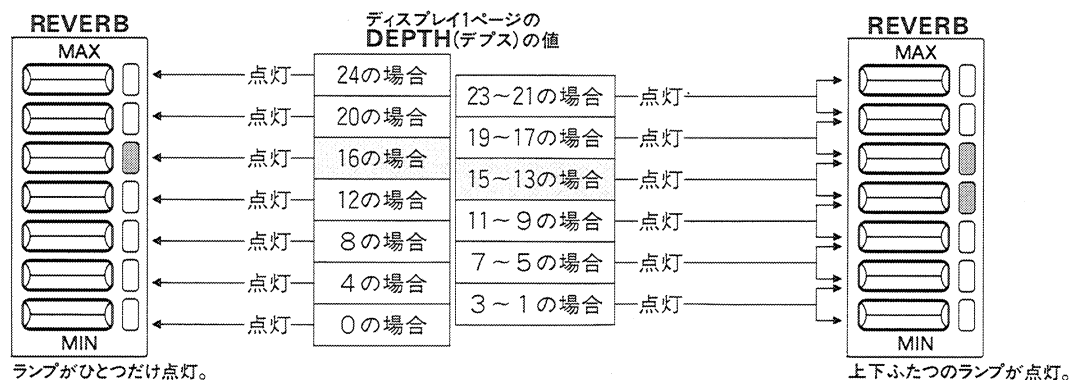 ディスプレイ1ページの
DEPTH(デプス)の値
REVERB
MAX
MIN
ランプがひとつだけ点灯。
点灯 24の場合
点灯 20の場合
点灯 16の場合
点灯 12の場合
点灯 8の場合
点灯 4の場合
点灯 0の場合
23~21の場合 点灯
19~17の場合 点灯
15~13の場合 点灯
11~9の場合 点灯
7~5の場合 点灯
3~1の場合 点灯
REVERB
MAX
MIN
上下ふたつのランプが点灯。